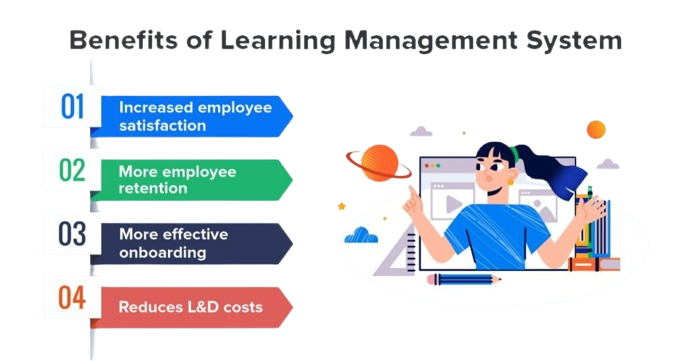 Benefits of Learning Management System
01
Increased employee
satisfaction
02
More employee
retention
03
More effective
onboarding
04
Reduces L&D costs